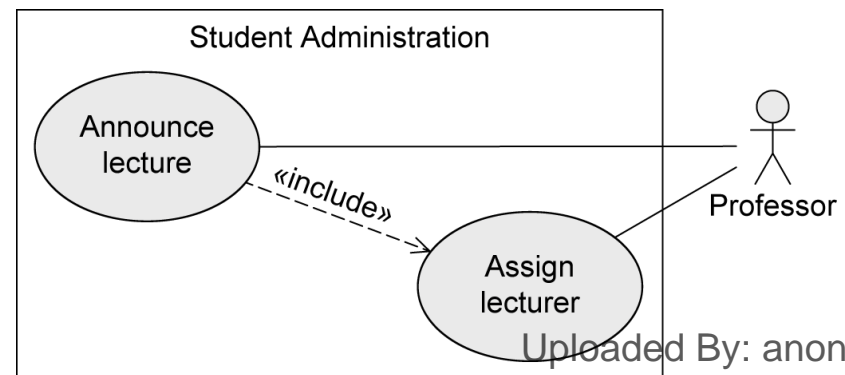 Student Administration
Announce
lecture
«include»
Professor
Assign
lecturer
Uploaded By: anon